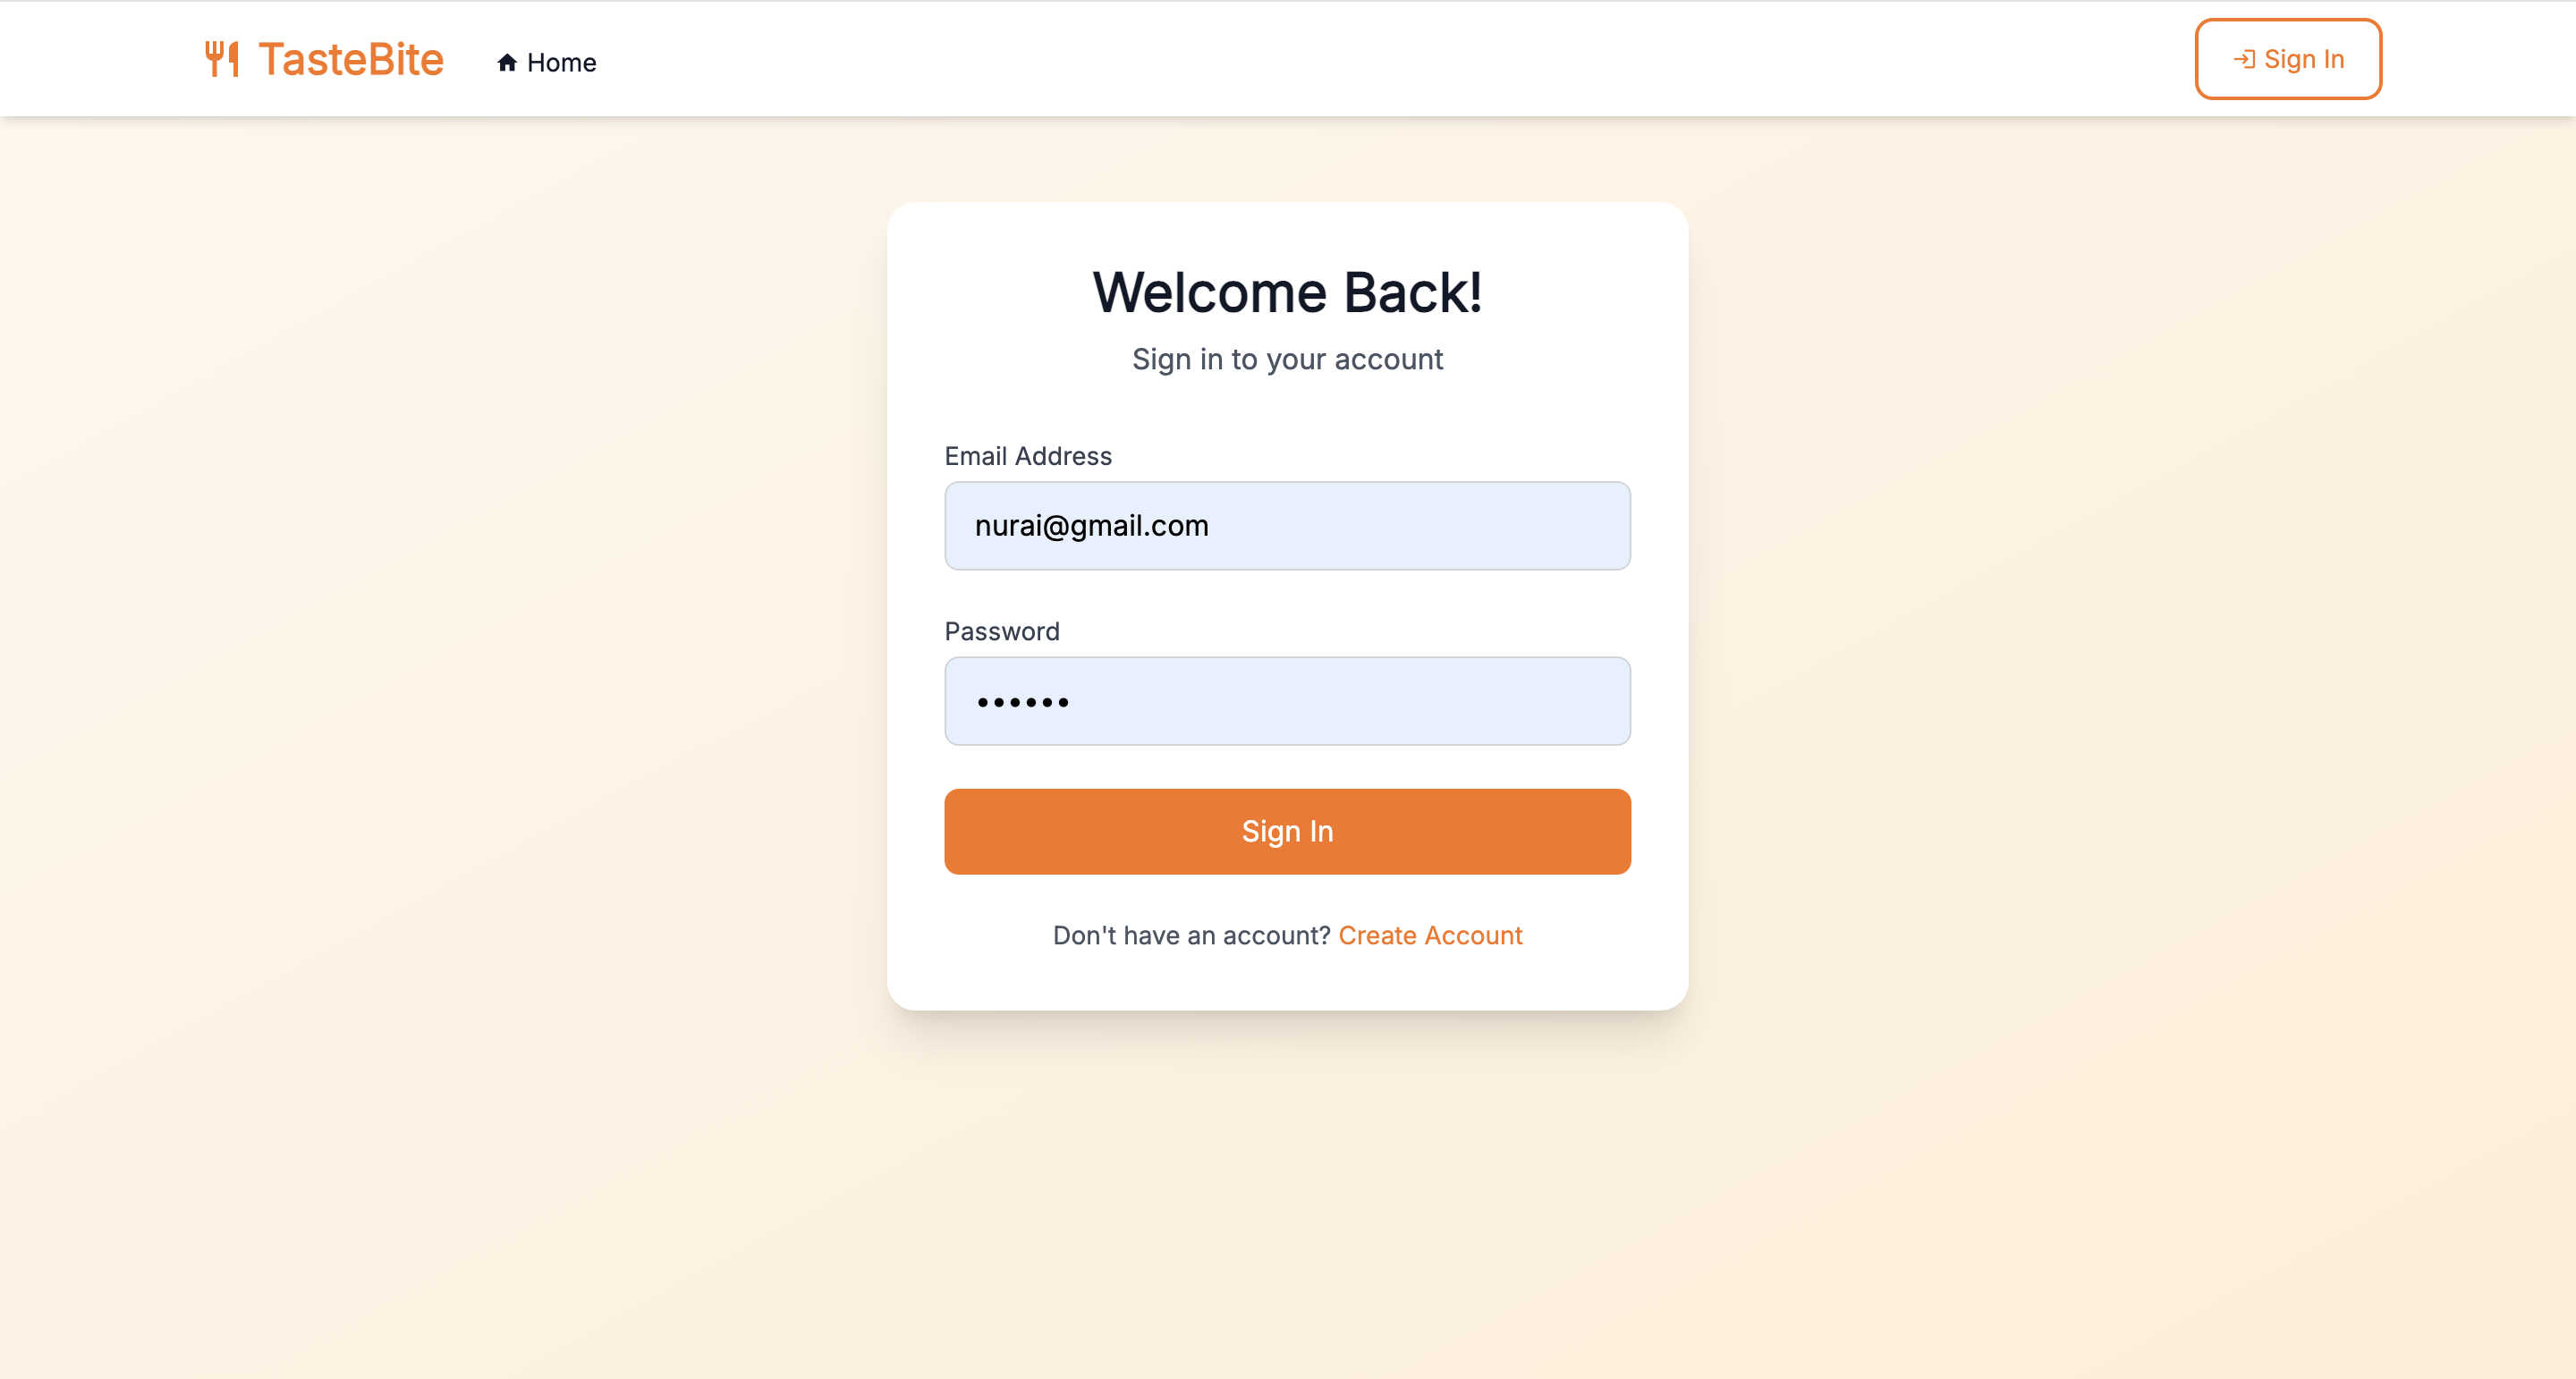 TasteBite
Home
Sign In
Welcome Back!
Sign in to your account
Email Address
nurai@gmail.com
Password
••••••
Sign In
Don't have an account? Create Account